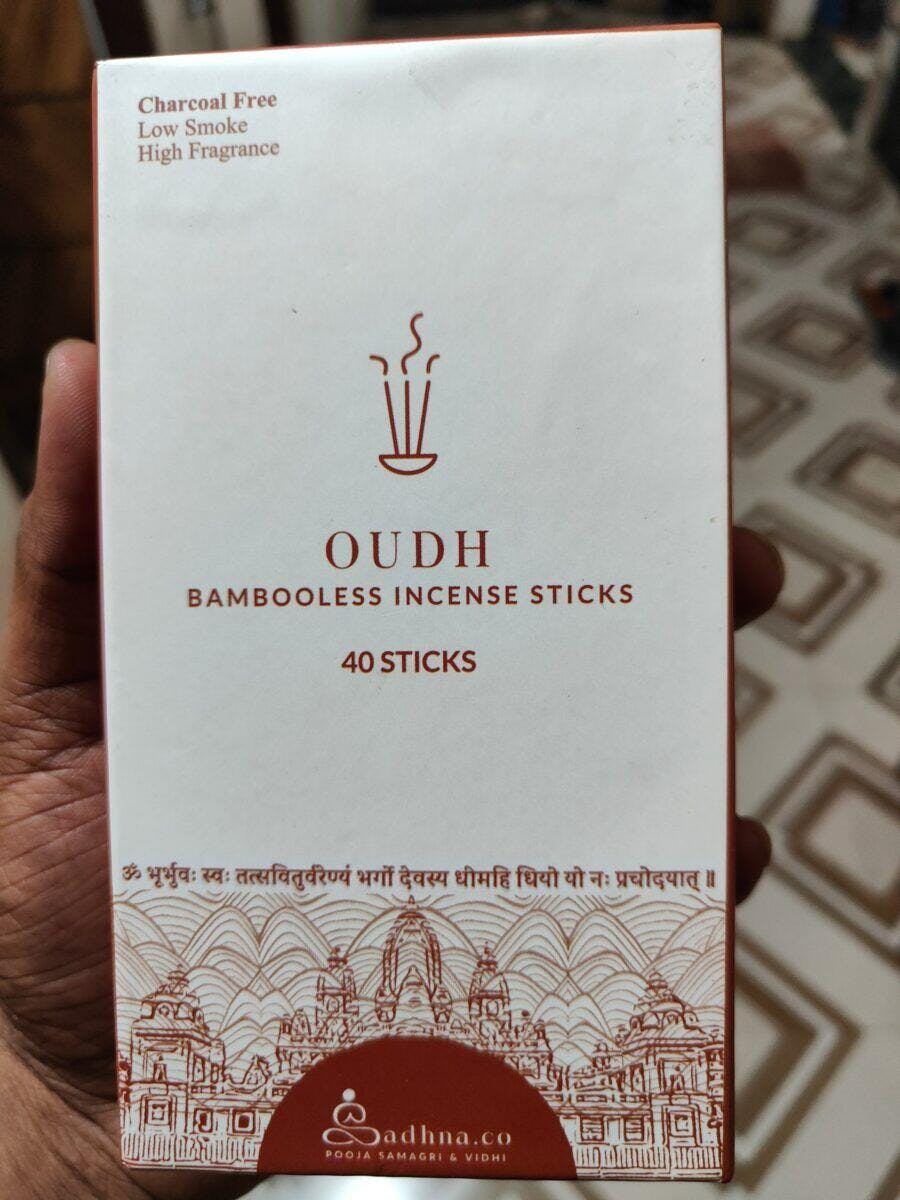 Charcoal Free
Low Smoke
High Fragrance
OUDH
BAMBOOLESS INCENSE STICKS
40 STICKS
ॐ भूर्भुवः स्वः तत्सवितुर्वरेण्यं भर्गो देवस्य धीमहि धियो यो नः प्रचोदयात् ॥
Sadhna.co
POOJA SAMAGRI & VIDHI